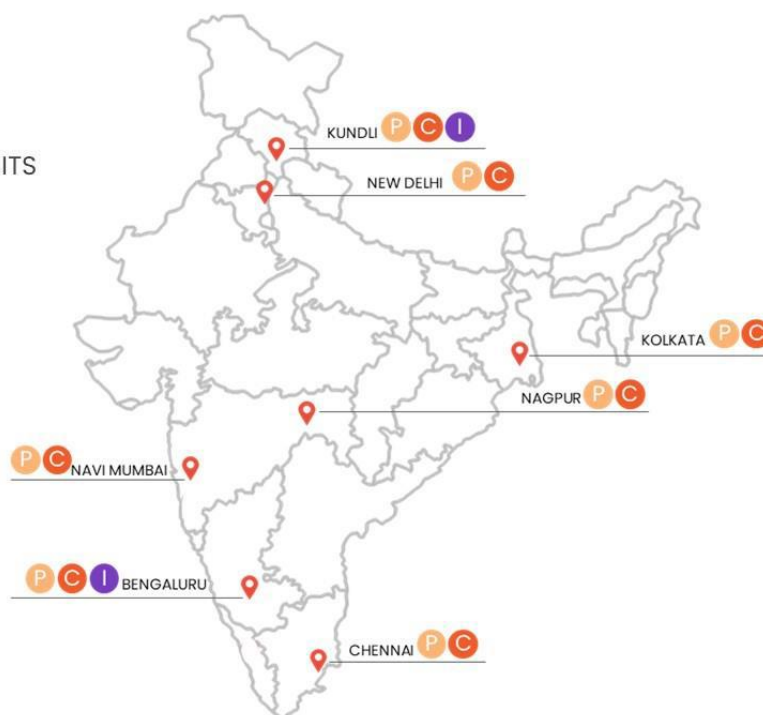 KUNDLI P C I
ITS
NEW DELHI P C
KOLKATA P C
NAGPUR P C
P C NAVI MUMBAI
P C I BENGALURU
CHENNAI P C